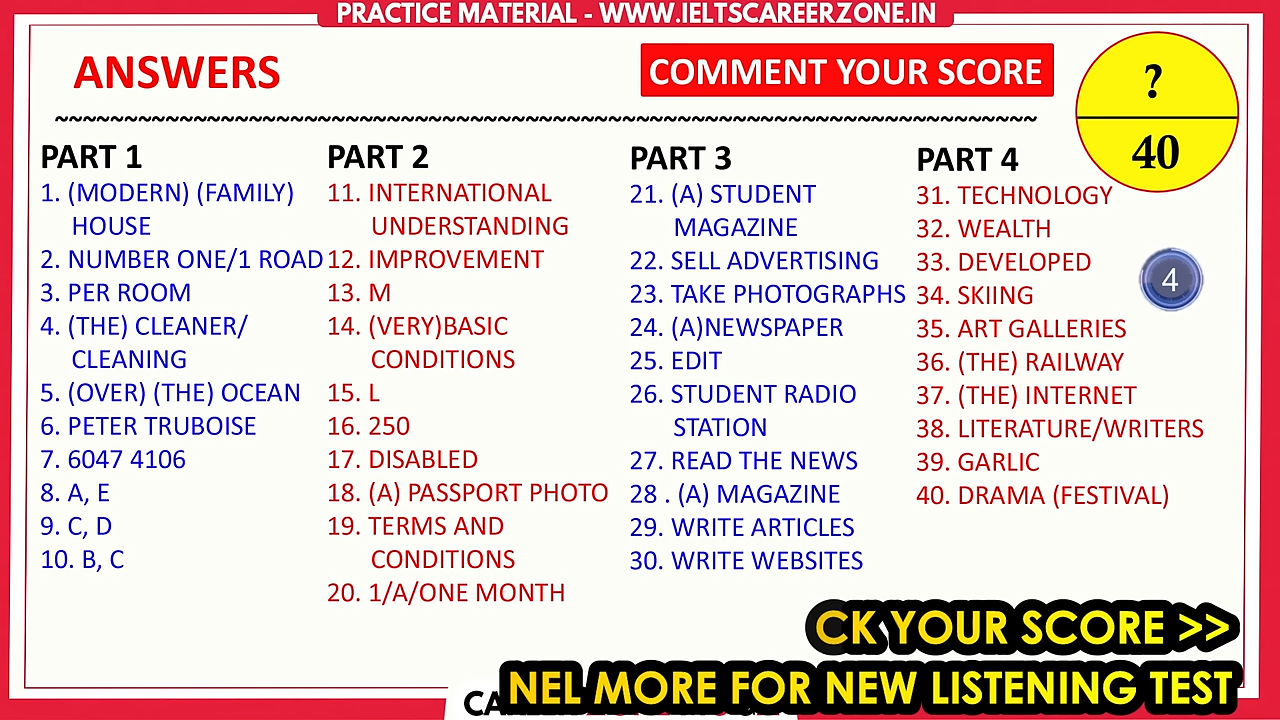 PRACTICE MATERIAL - WWW.IELTSCAREERZONE.IN
ANSWERS
COMMENT YOUR SCORE
?
40
~~~~~~~~~~~~~~~~~~~~~~~~~~~~~~~~~~~~~~~~~~~~~~~~~~~~~~~~~~~~~~~~~~~~~~~~
PART 1
1. (MODERN) (FAMILY)
HOUSE
2. NUMBER ONE/1 ROAD
3. PER ROOM
4. (THE) CLEANER/
CLEANING
5. (OVER) (THE) OCEAN
6. PETER TRUBOISE
7. 6047 4106
8. A, E
9. C, D
10. B, C
PART 2
11. INTERNATIONAL
UNDERSTANDING
12. IMPROVEMENT
13. M
14. (VERY)BASIC
CONDITIONS
15. L
16. 250
17. DISABLED
18. (A) PASSPORT PHOTO
19. TERMS AND
CONDITIONS
20. 1/A/ONE MONTH
PART 3
21. (A) STUDENT
MAGAZINE
22. SELL ADVERTISING
23. TAKE PHOTOGRAPHS
24. (A)NEWSPAPER
25. EDIT
26. STUDENT RADIO
STATION
27. READ THE NEWS
28 . (A) MAGAZINE
29. WRITE ARTICLES
30. WRITE WEBSITES
PART 4
31. TECHNOLOGY
32. WEALTH
33. DEVELOPED
34. SKIING
35. ART GALLERIES
36. (THE) RAILWAY
37. (THE) INTERNET
38. LITERATURE/WRITERS
39. GARLIC
40. DRAMA (FESTIVAL)
4
CK YOUR SCORE >>
NEL MORE FOR NEW LISTENING TEST